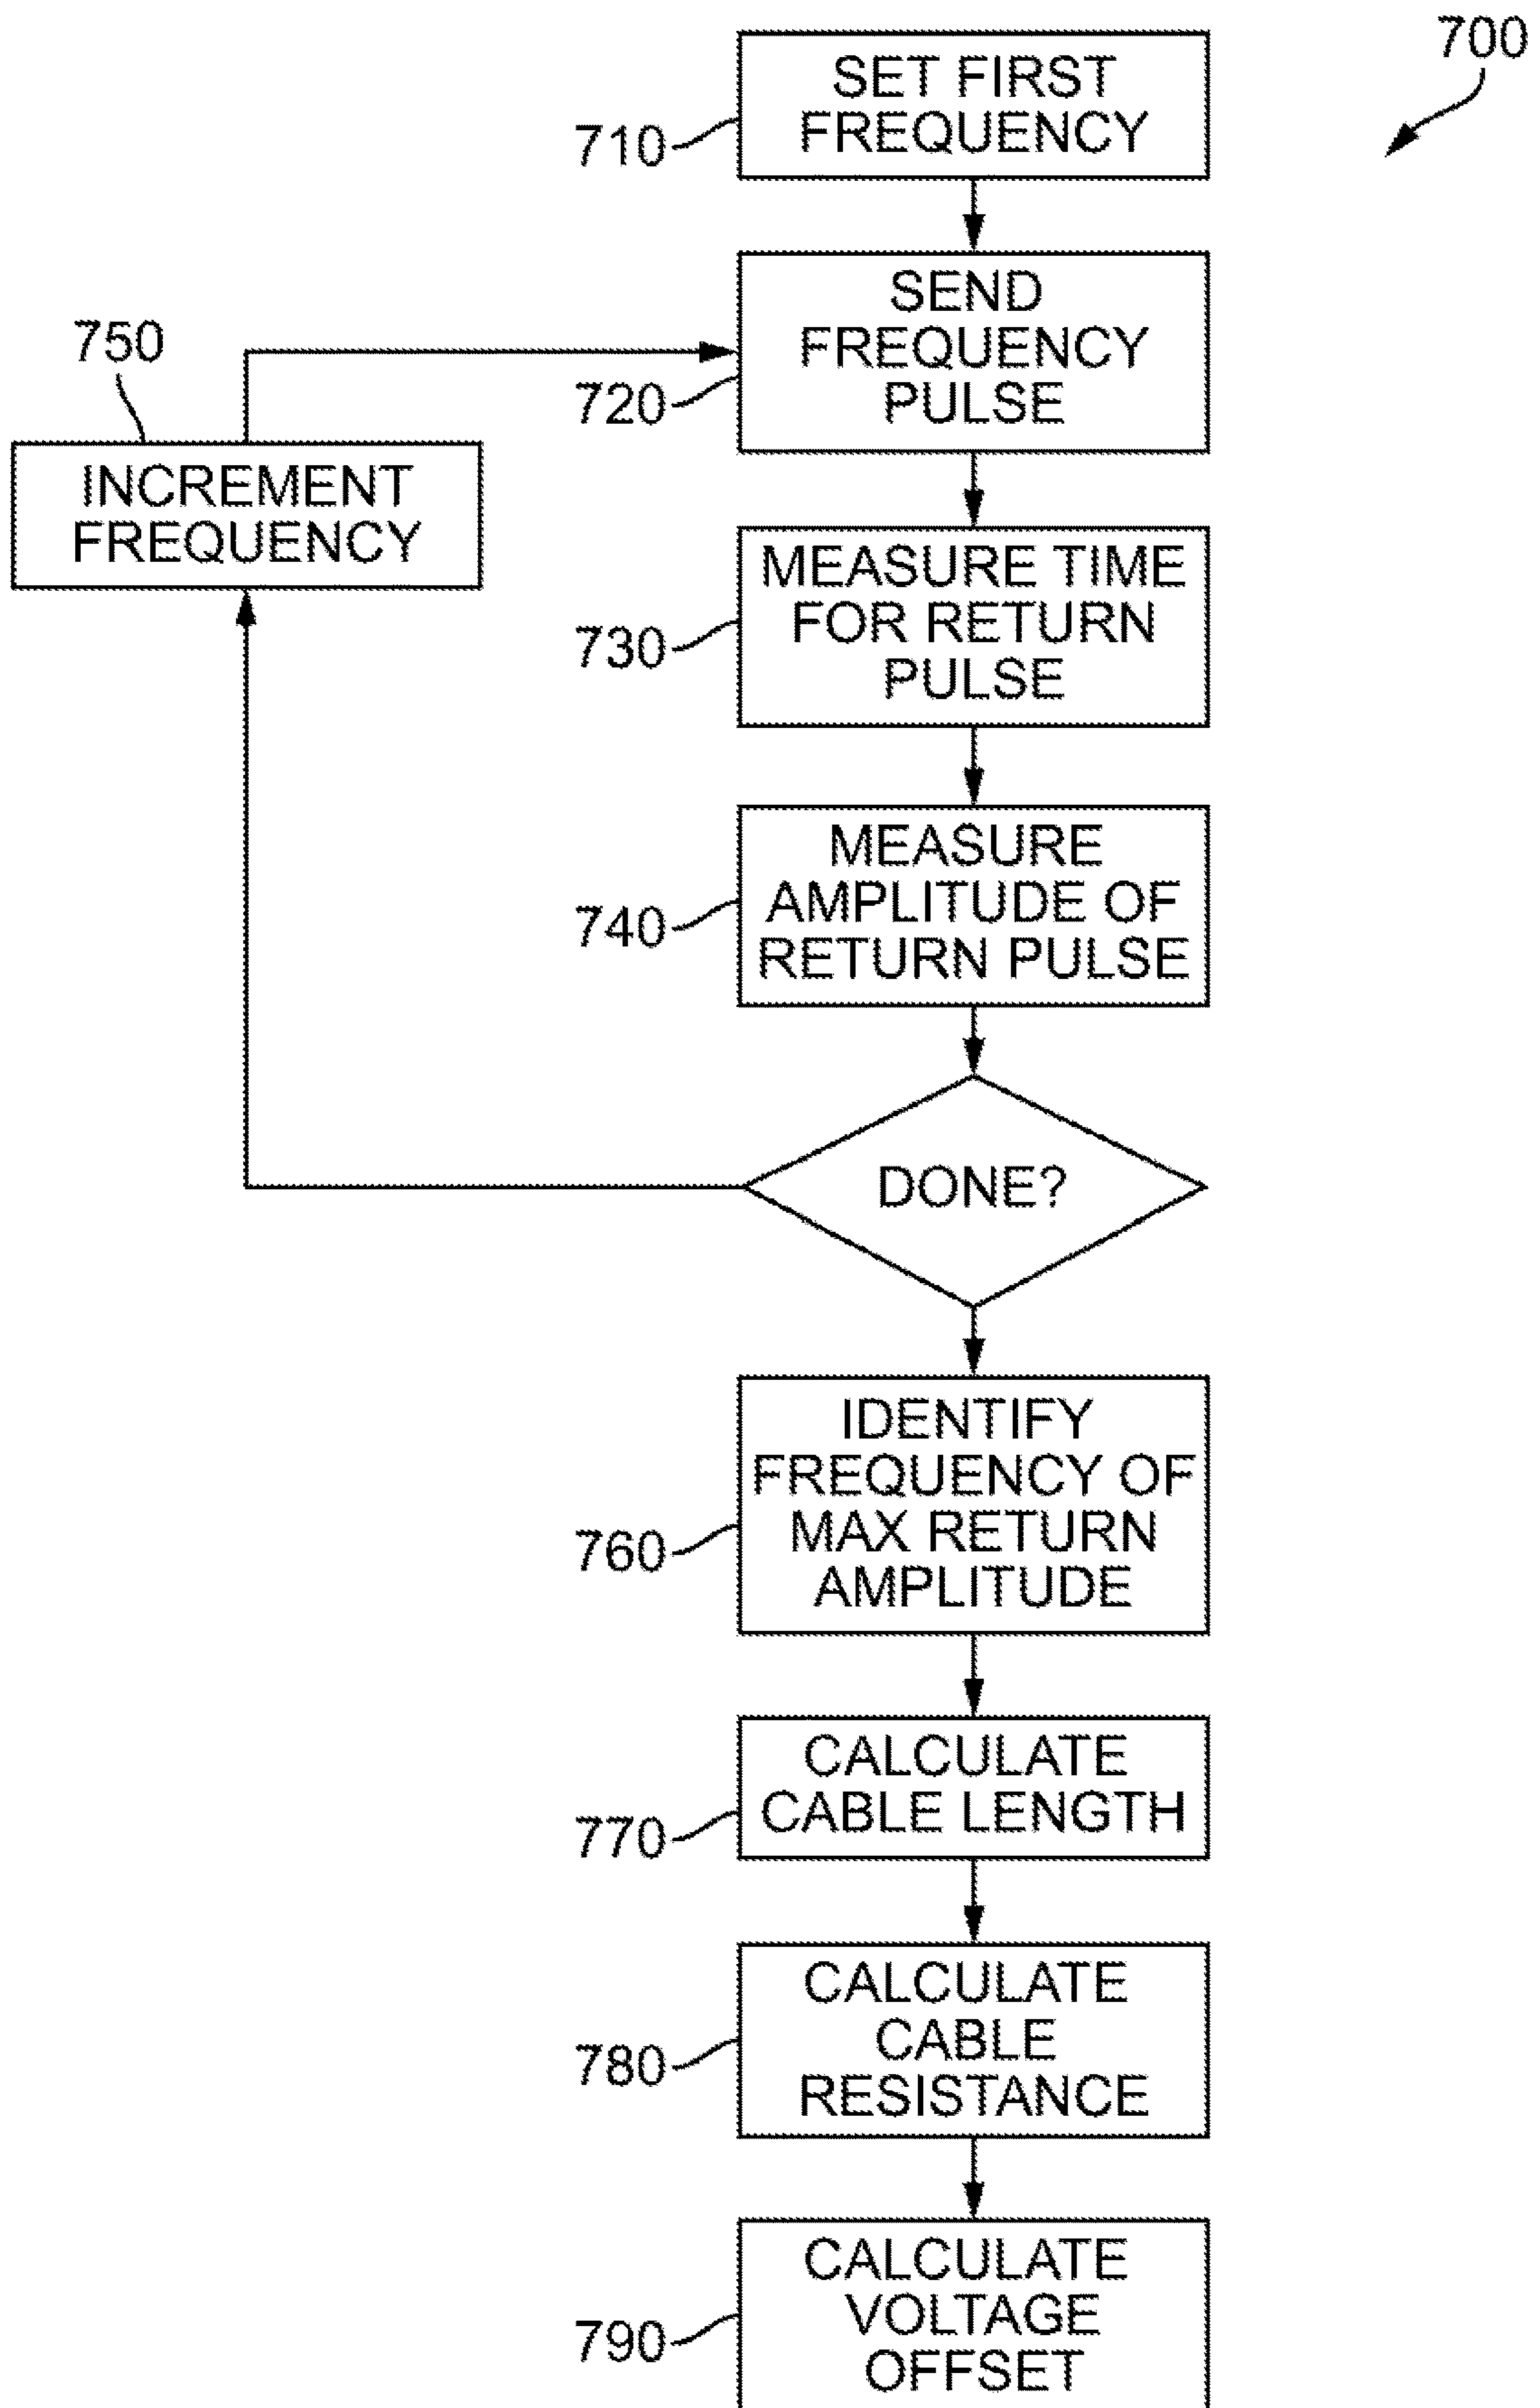 700
SET FIRST
FREQUENCY
710
SEND
FREQUENCY
PULSE
720
750
INCREMENT
FREQUENCY
MEASURE TIME
FOR RETURN
PULSE
730
MEASURE
AMPLITUDE OF
RETURN PULSE
740
DONE?
IDENTIFY
FREQUENCY OF
MAX RETURN
AMPLITUDE
760
CALCULATE
CABLE LENGTH
770
CALCULATE
CABLE
RESISTANCE
780
CALCULATE
VOLTAGE
OFFSET
790